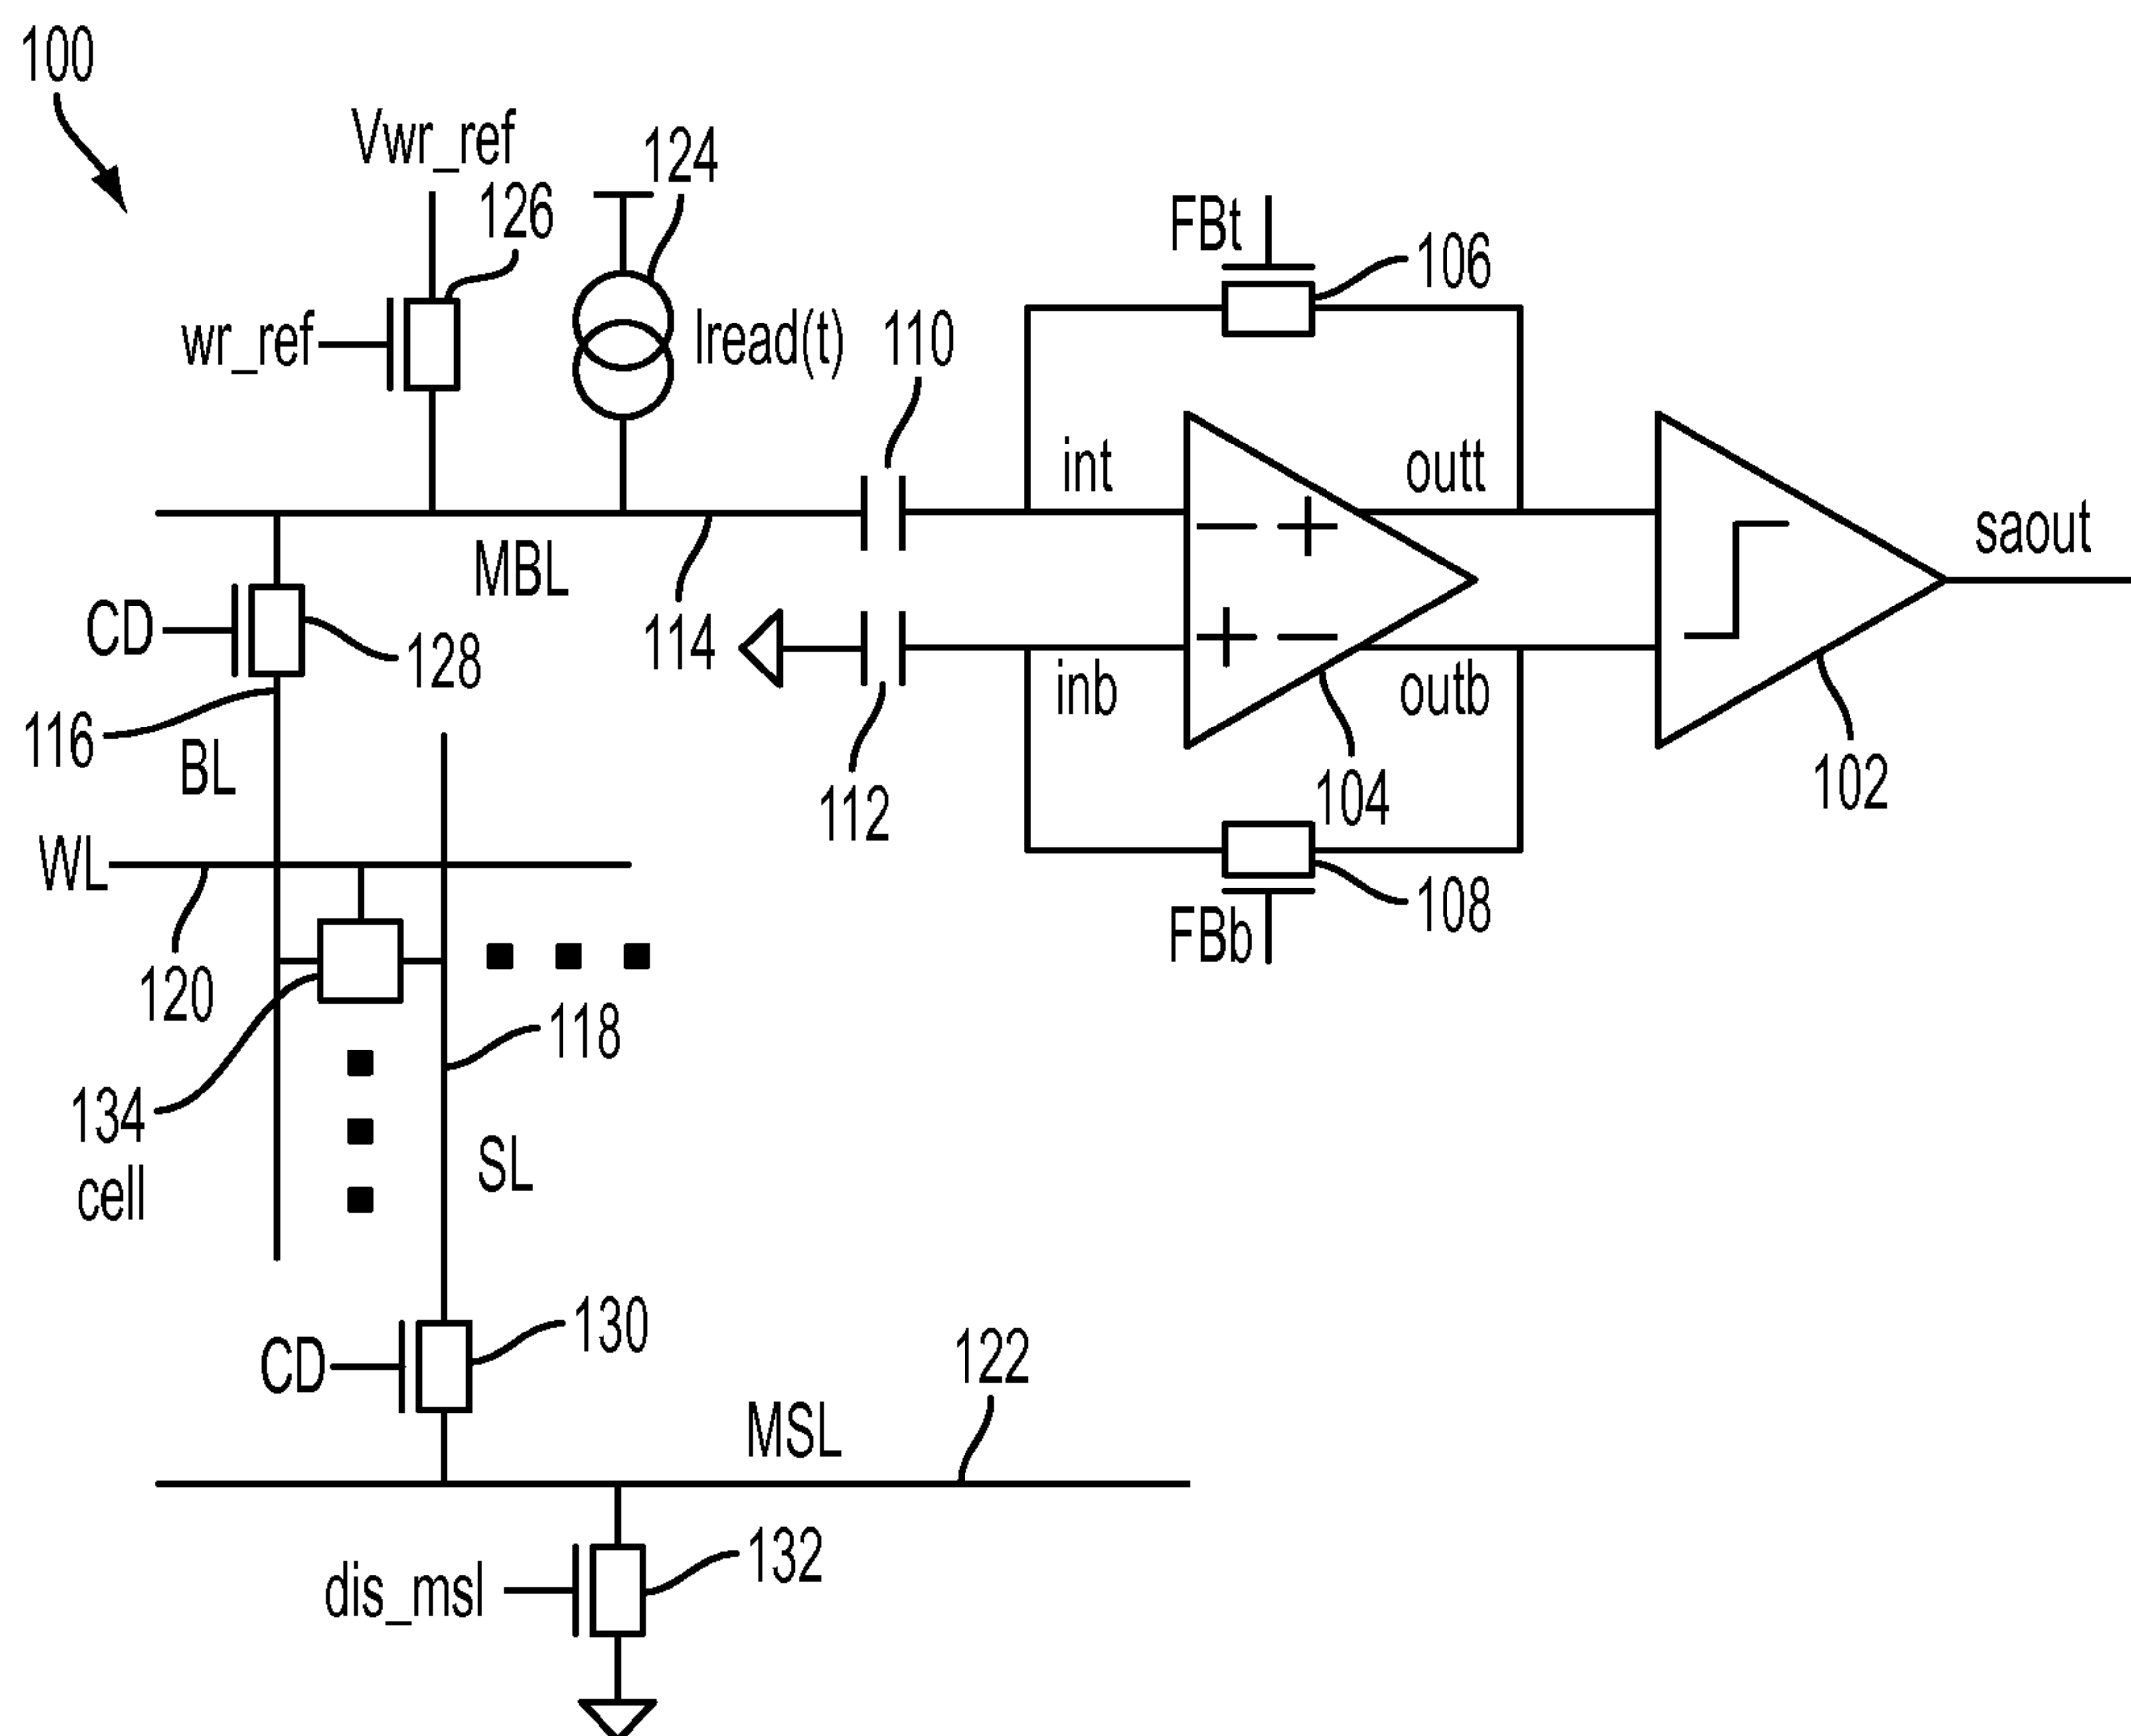 100
Vwr_ref
124
126
FBt
106
wr_ref
Iread(t)
110
int
outt
saout
MBL
CD
128
114
inb
outb
116
BL
112
104
102
WL
108
FBb
120
118
134
cell
SL
CD
130
122
MSL
132
dis_msl